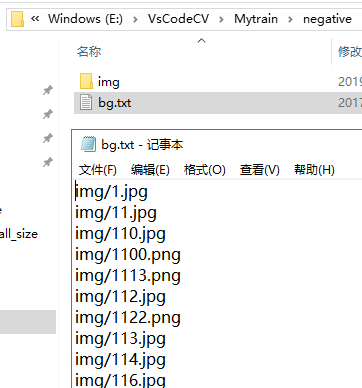 « Windows (E:) › VsCodeCV › Mytrain › negative
名称
修改
img
2019
bg.txt
2017
bg.txt - 记事本
文件(F) 编辑(E) 格式(O) 查看(V) 帮助(H)
img/1.jpg
img/11.jpg
img/110.jpg
img/1100.png
img/1113.png
img/112.jpg
all_size
img/1122.png
img/113.jpg
img/114.jpg
img/116.jpg